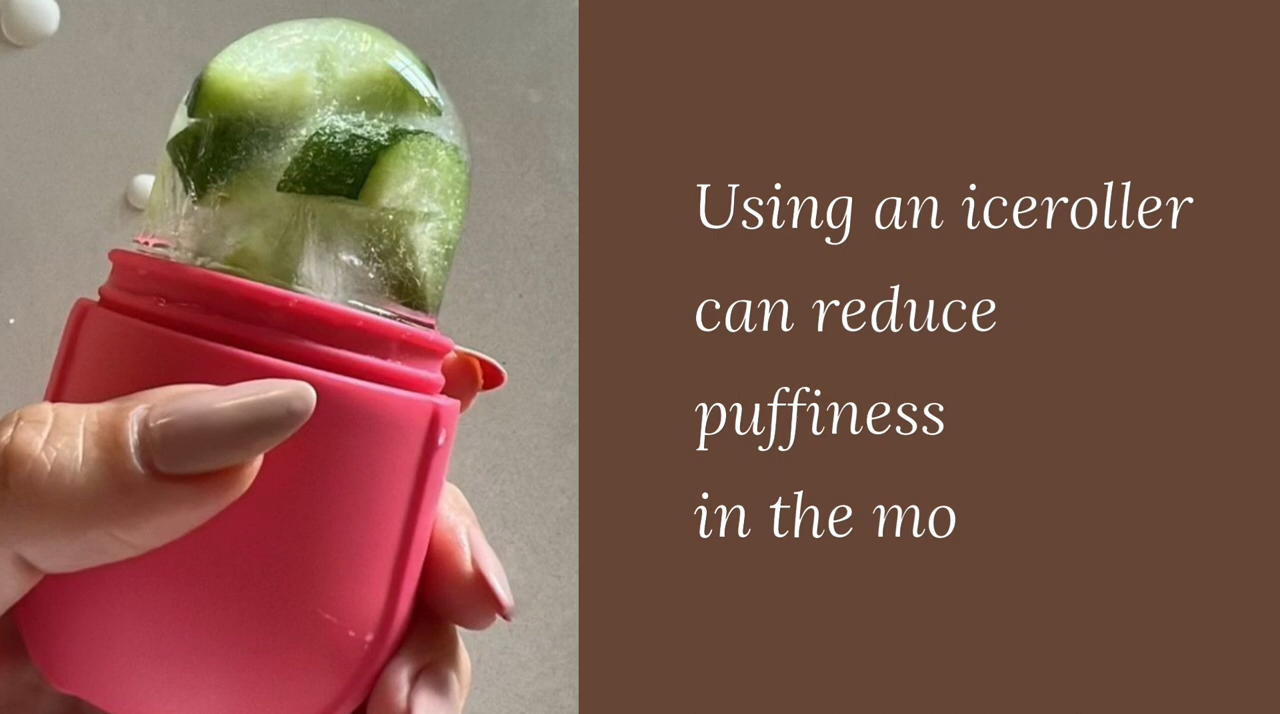 Using an iceroller
can reduce
puffiness
in the mo